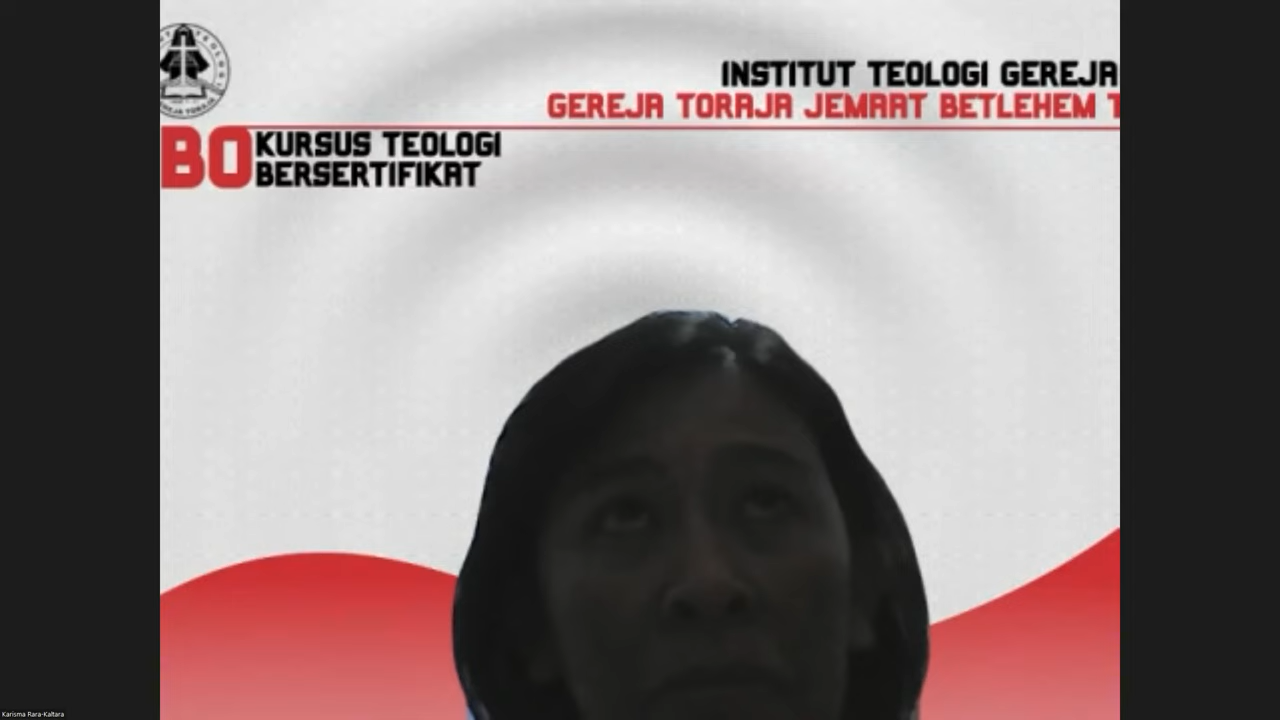 INSTITUT TEOLOGI GEREJA
GEREJA TORAJA JEMAAT BETLEHEM T
BO KURSUS TEOLOGI
BERSERTIFIKAT
Karisma Rara-Kaltara